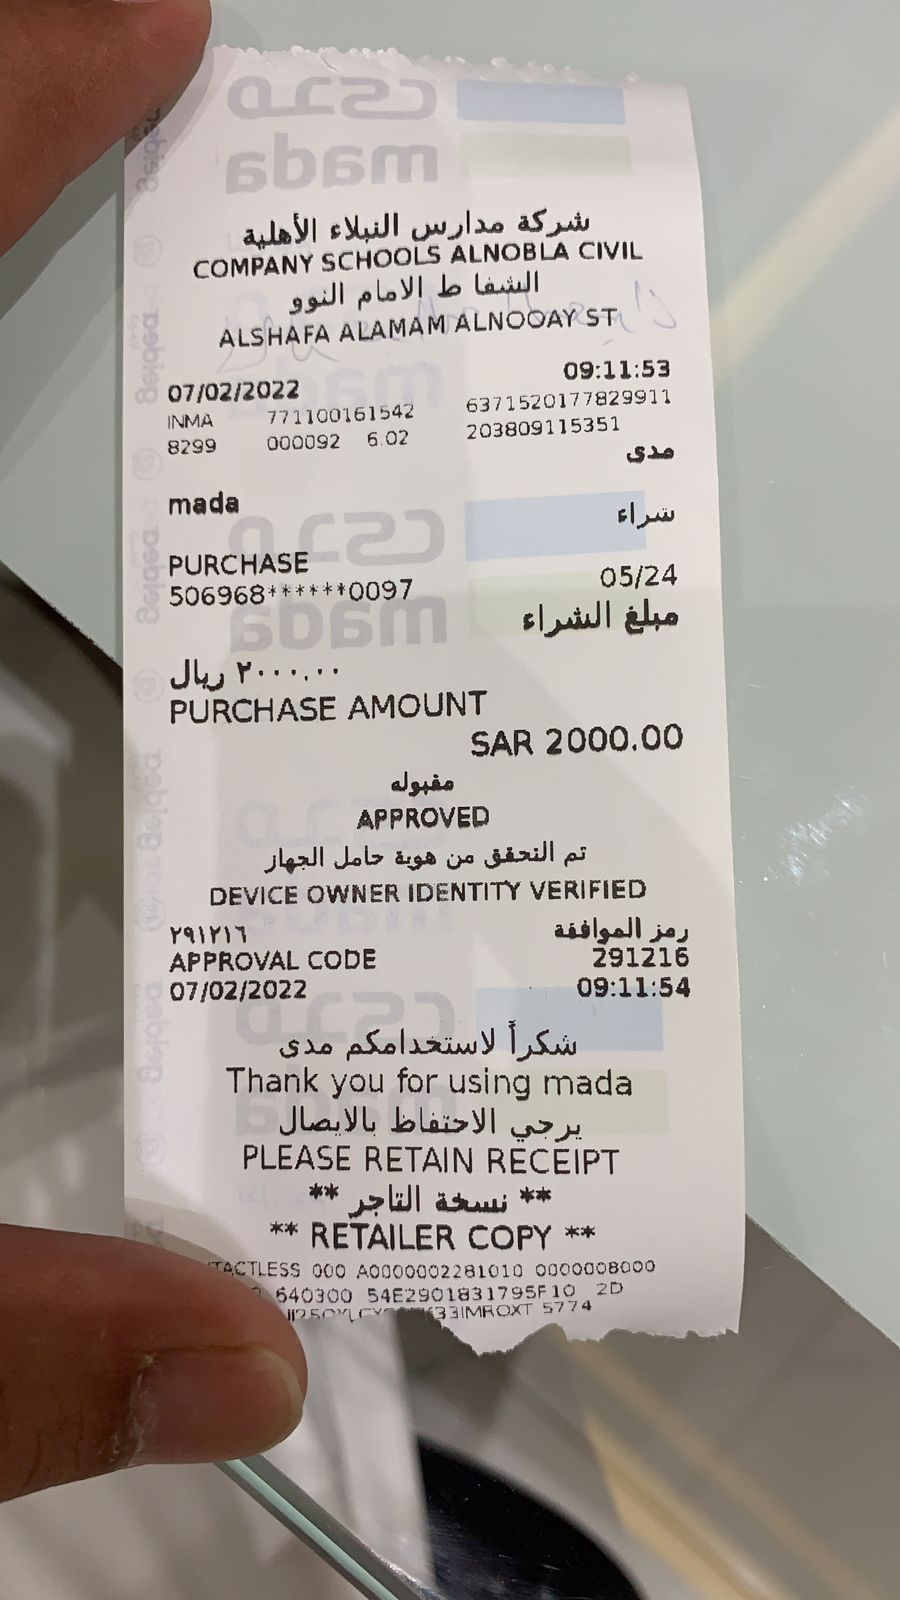 شركة مدارس النبلاء الأهلية
COMPANY SCHOOLS ALNOBLA CIVIL
الشفا ط الامام النوو
ALSHAFA ALAMAM ALNOOAY ST
07/02/2022 09:11:53
INMA 771100161542 6371520177829911
8299 000092 6.02 203809115351
مدى
mada
شراء
PURCHASE
506968******0097 05/24
مبلغ الشراء
٢٠٠٠,٠٠ ريال
PURCHASE AMOUNT
SAR 2000.00
مقبوله
APPROVED
تم التحقق من هوية حامل الجهاز
DEVICE OWNER IDENTITY VERIFIED
رمز الموافقة ٢٩١٢١٦
APPROVAL CODE 291216
07/02/2022 09:11:54
شكراً لاستخدامكم مدى
Thank you for using mada
يرجي الاحتفاظ بالايصال
PLEASE RETAIN RECEIPT
** نسخة التاجر **
** RETAILER COPY **
000 A0000002281010 0000008000
640300 54E2901831795F10 2D
5774